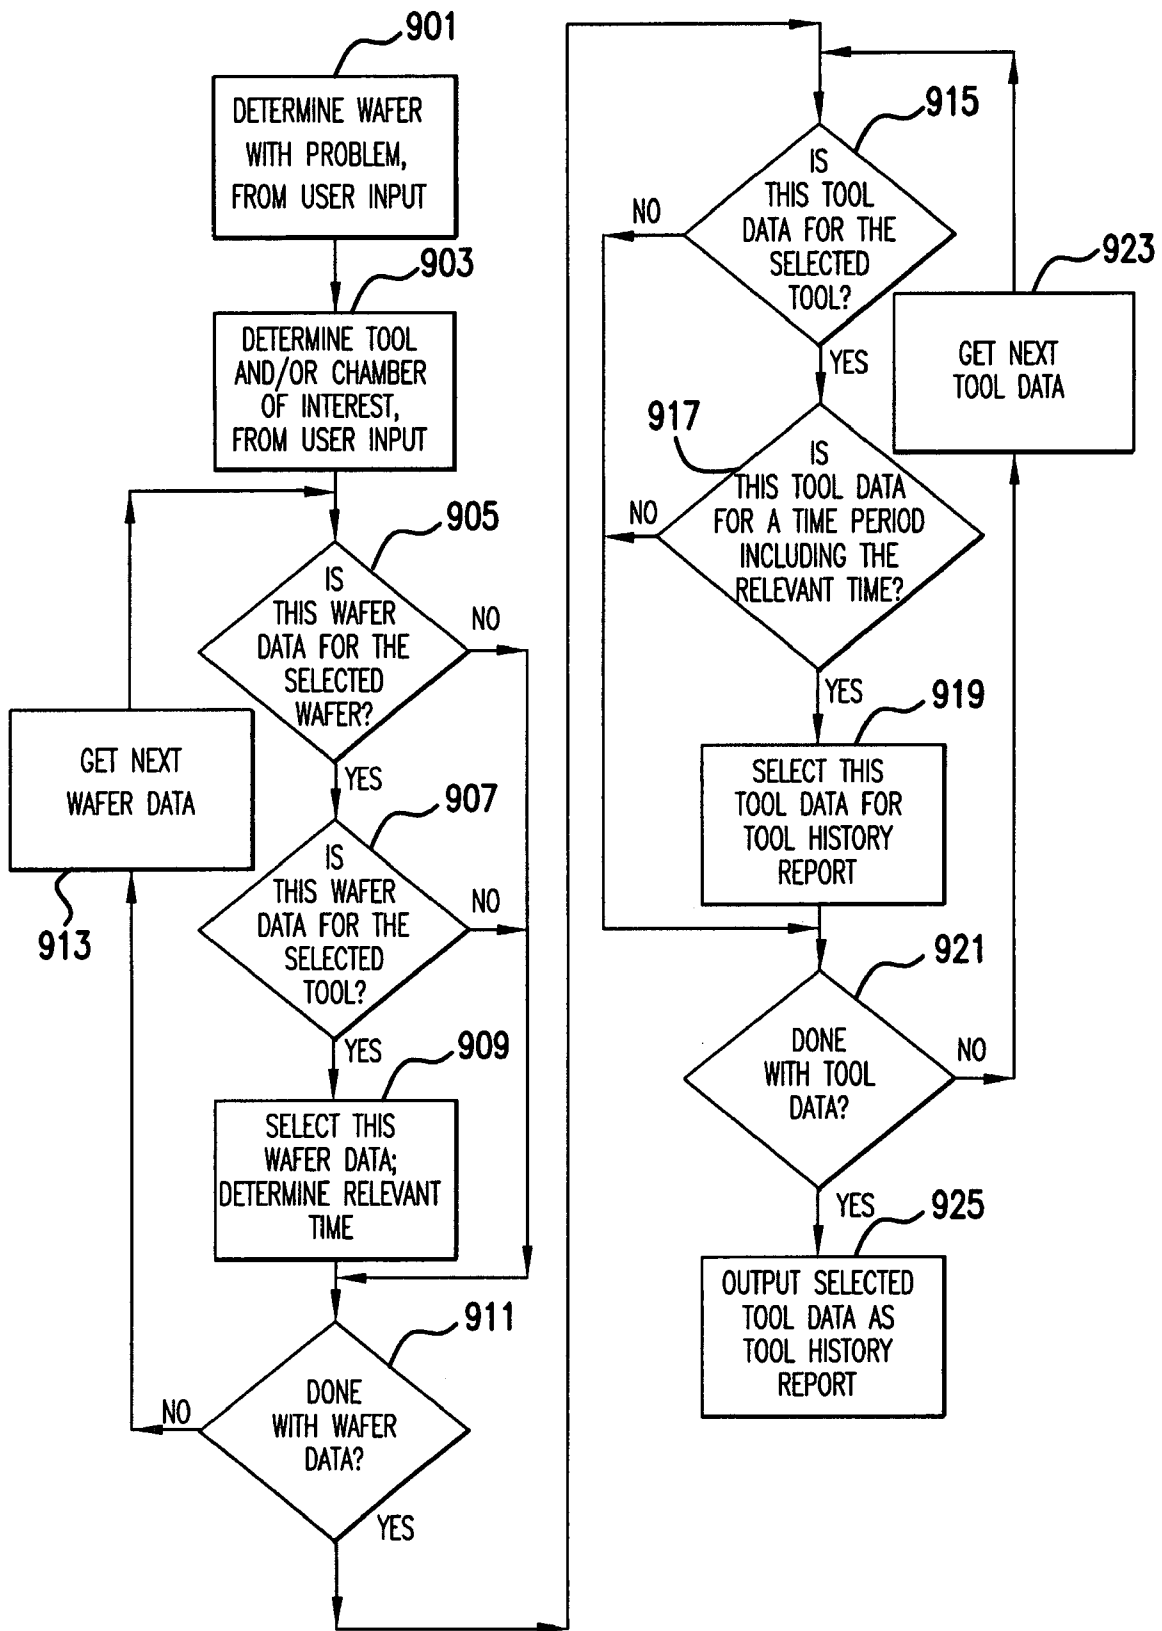 901
DETERMINE WAFER
WITH PROBLEM,
FROM USER INPUT
903
DETERMINE TOOL
AND/OR CHAMBER
OF INTEREST,
FROM USER INPUT
905
IS
THIS WAFER
DATA FOR THE
SELECTED
WAFER?
NO
YES
GET NEXT
WAFER DATA
913
907
IS
THIS WAFER
DATA FOR THE
SELECTED
TOOL?
NO
YES
909
SELECT THIS
WAFER DATA;
DETERMINE RELEVANT
TIME
911
DONE
WITH WAFER
DATA?
NO
YES
915
IS
THIS TOOL
DATA FOR THE
SELECTED
TOOL?
NO
YES
923
GET NEXT
TOOL DATA
917
IS
THIS TOOL DATA
FOR A TIME PERIOD
INCLUDING THE
RELEVANT TIME?
NO
YES
919
SELECT THIS
TOOL DATA FOR
TOOL HISTORY
REPORT
921
DONE
WITH TOOL
DATA?
NO
YES
925
OUTPUT SELECTED
TOOL DATA AS
TOOL HISTORY
REPORT